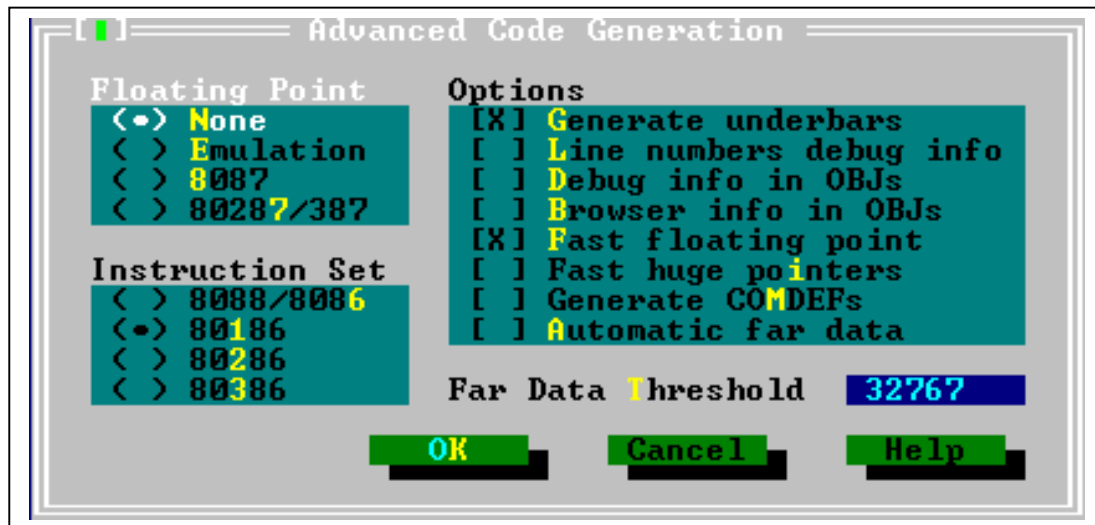 [▮] Advanced Code Generation
Floating Point
(•) None
( ) Emulation
( ) 8087
( ) 80287/387
Instruction Set
( ) 8088/8086
(•) 80186
( ) 80286
( ) 80386
Options
[X] Generate underbars
[ ] Line numbers debug info
[ ] Debug info in OBJs
[ ] Browser info in OBJs
[X] Fast floating point
[ ] Fast huge pointers
[ ] Generate COMDEFs
[ ] Automatic far data
Far Data Threshold 32767
OK Cancel Help